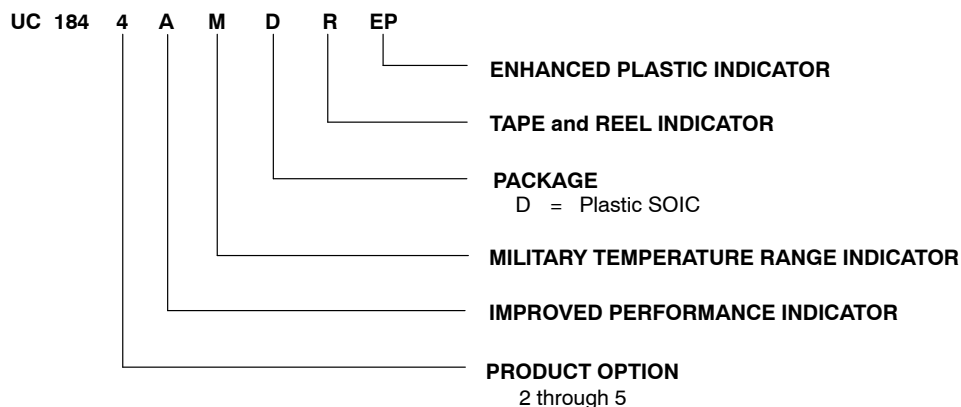 UC 184 4 A M D R EP
ENHANCED PLASTIC INDICATOR
TAPE and REEL INDICATOR
PACKAGE
D = Plastic SOIC
MILITARY TEMPERATURE RANGE INDICATOR
IMPROVED PERFORMANCE INDICATOR
PRODUCT OPTION
2 through 5